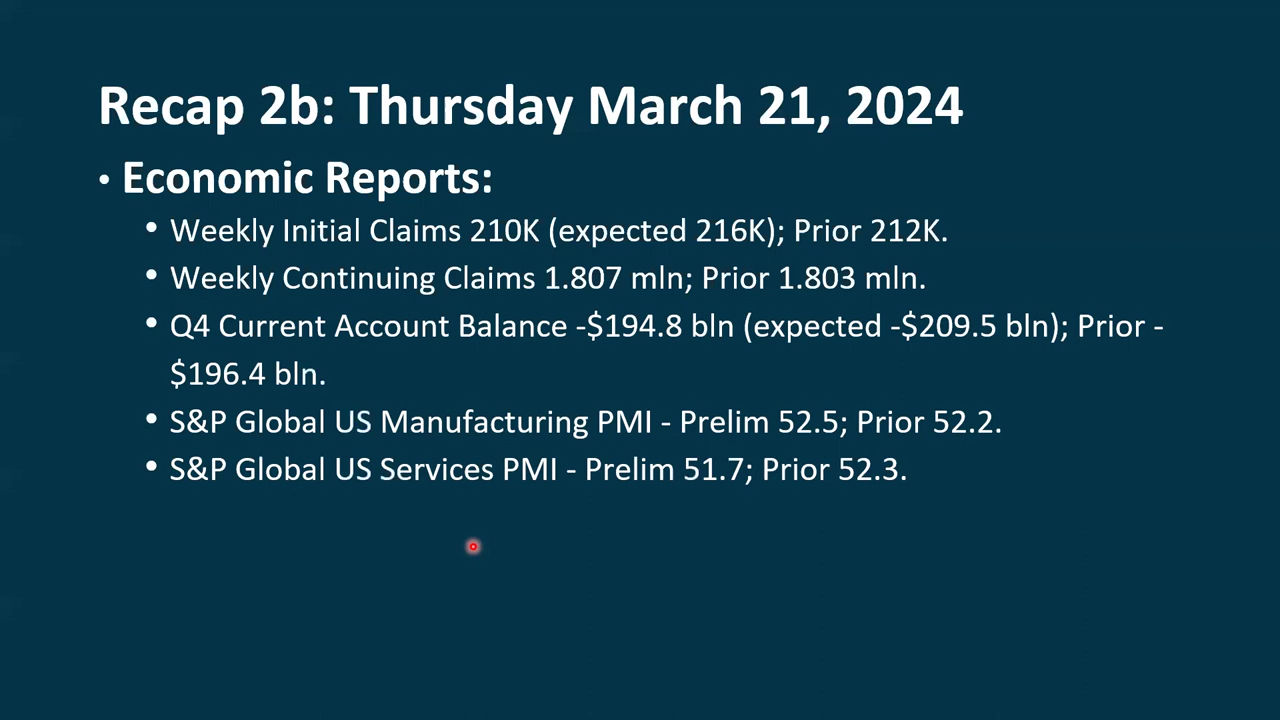 Recap 2b: Thursday March 21, 2024
• Economic Reports:
• Weekly Initial Claims 210K (expected 216K); Prior 212K.
• Weekly Continuing Claims 1.807 mln; Prior 1.803 mln.
• Q4 Current Account Balance -$194.8 bln (expected -$209.5 bln); Prior -
$196.4 bln.
• S&P Global US Manufacturing PMI - Prelim 52.5; Prior 52.2.
• S&P Global US Services PMI - Prelim 51.7; Prior 52.3.